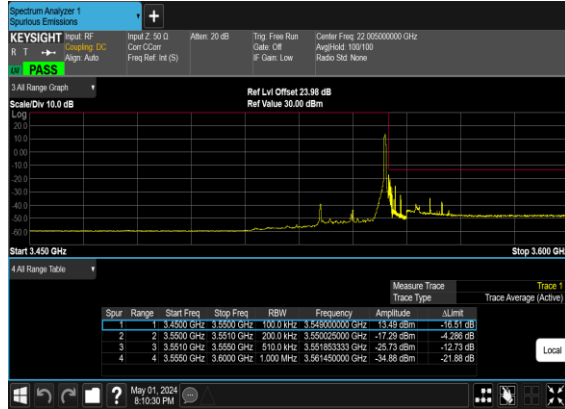 Spectrum Analyzer 1
Spurious Emissions
+
KEYSIGHT Input: RF Input Z: 50 Ω Atten: 20 dB Trig: Free Run Center Freq: 22.005000000 GHz
R T Coupling: DC Corr CCorr Gate: Off Avg|Hold: 100/100
Align: Auto Freq Ref: Int (S) IF Gain: Low Radio Std: None
PASS
3 All Range Graph
Ref Lvl Offset 23.98 dB
Scale/Div 10.0 dB Ref Value 30.00 dBm
Log
20.0
10.0
0.00
-10.0
-20.0
-30.0
-40.0
-50.0
-60.0
Start 3.450 GHz Stop 3.600 GHz
4 All Range Table
Measure Trace Trace 1
Trace Type Trace Average (Active)
Spur Range Start Freq Stop Freq RBW Frequency Amplitude ΔLimit
1 1 3.4500 GHz 3.5500 GHz 100.0 kHz 3.549000000 GHz 13.49 dBm -16.51 dB
2 2 3.5500 GHz 3.5510 GHz 200.0 kHz 3.550025000 GHz -17.29 dBm -4.286 dB
3 3 3.5510 GHz 3.5550 GHz 510.0 kHz 3.551853333 GHz -25.73 dBm -12.73 dB
4 4 3.5550 GHz 3.6000 GHz 1.000 MHz 3.561450000 GHz -34.88 dBm -21.88 dB
Local
?
May 01, 2024
8:10:30 PM